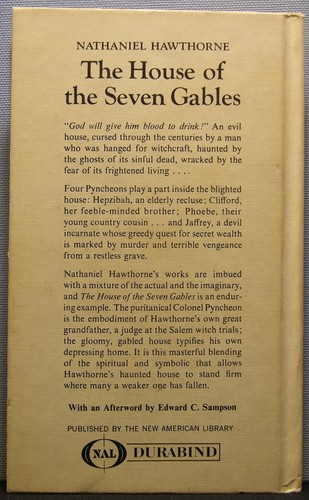 NATHANIEL HAWTHORNE
The House of
the Seven Gables
"God will give him blood to drink!" An evil
house, cursed through the centuries by a man
who was hanged for witchcraft, haunted by
the ghosts of its sinful dead, wracked by the
fear of its frightened living . . . .
Four Pyncheons play a part inside the blighted
house: Hepzibah, an elderly recluse; Clifford,
her feeble-minded brother; Phoebe, their
young country cousin . . . and Jaffrey, a devil
incarnate whose greedy quest for secret wealth
is marked by murder and terrible vengeance
from a restless grave.
Nathaniel Hawthorne's works are imbued
with a mixture of the actual and the imaginary,
and The House of the Seven Gables is an endur-
ing example. The puritanical Colonel Pyncheon
is the embodiment of Hawthorne's own great
grandfather, a judge at the Salem witch trials;
the gloomy, gabled house typifies his own
depressing home. It is this masterful blending
of the spiritual and symbolic that allows
Hawthorne's haunted house to stand firm
where many a weaker one has fallen.
With an Afterword by Edward C. Sampson
PUBLISHED BY THE NEW AMERICAN LIBRARY
NAL DURABIND